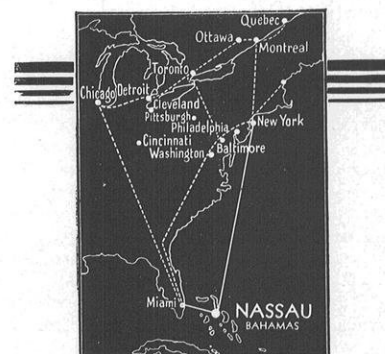 Quebec
Ottawa
Montreal
Toronto
Chicago
Detroit
Cleveland
Pittsburgh
Philadelphia
New York
Cincinnati
Washington
Baltimore
Miami
NASSAU
BAHAMAS